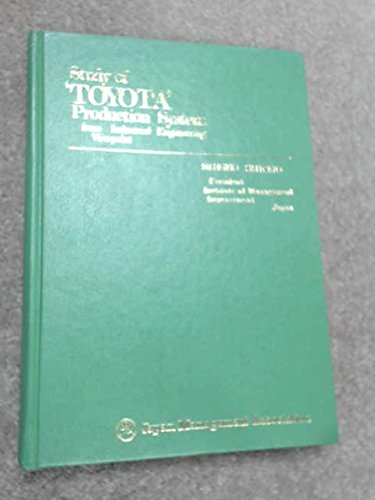 Study of
'TOYOTA'
Production System
from Industrial Engineering
Viewpoint
SHIGEO SHINGO
President
Institute of Management
Improvement
Japan
Japan Management Association